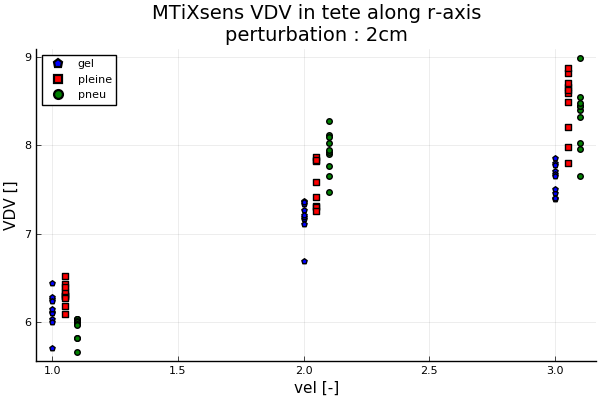 MTiXsens VDV in tete along r-axis
perturbation : 2cm
gel
pleine
pneu
9
8
7
6
VDV []
1.0
1.5
2.0
2.5
3.0
vel [-]